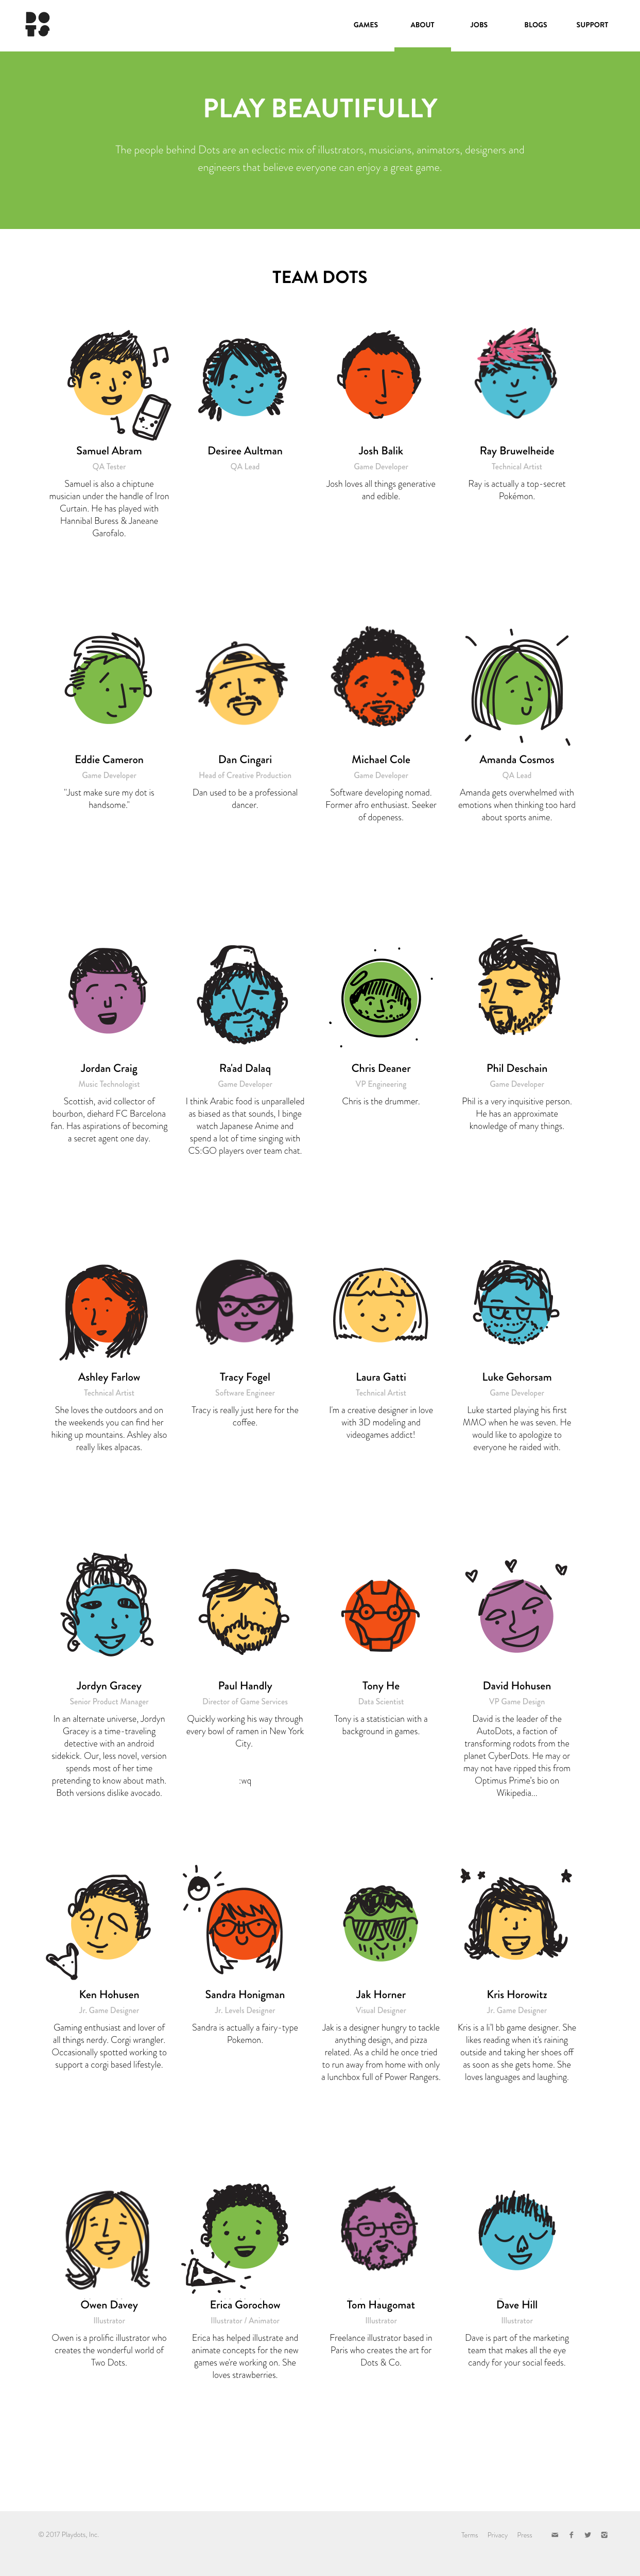 DOTS
GAMES ABOUT JOBS BLOGS SUPPORT
PLAY BEAUTIFULLY
The people behind Dots are an eclectic mix of illustrators, musicians, animators, designers and
engineers that believe everyone can enjoy a great game.
TEAM DOTS
Samuel Abram
QA Tester
Samuel is also a chiptune
musician under the handle of Iron
Curtain. He has played with
Hannibal Buress & Janeane
Garofalo.
Desiree Aultman
QA Lead
Josh Balik
Game Developer
Josh loves all things generative
and edible.
Ray Bruwelheide
Technical Artist
Ray is actually a top-secret
Pokémon.
Eddie Cameron
Game Developer
"Just make sure my dot is
handsome."
Dan Cingari
Head of Creative Production
Dan used to be a professional
dancer.
Michael Cole
Game Developer
Software developing nomad.
Former afro enthusiast. Seeker
of dopeness.
Amanda Cosmos
QA Lead
Amanda gets overwhelmed with
emotions when thinking too hard
about sports anime.
Jordan Craig
Music Technologist
Scottish, avid collector of
bourbon, diehard FC Barcelona
fan. Has aspirations of becoming
a secret agent one day.
Ra'ad Dalaq
Game Developer
I think Arabic food is unparalleled
as biased as that sounds, I binge
watch Japanese Anime and
spend a lot of time singing with
CS:GO players over team chat.
Chris Deaner
VP Engineering
Chris is the drummer.
Phil Deschain
Game Developer
Phil is a very inquisitive person.
He has an approximate
knowledge of many things.
Ashley Farlow
Technical Artist
She loves the outdoors and on
the weekends you can find her
hiking up mountains. Ashley also
really likes alpacas.
Tracy Fogel
Software Engineer
Tracy is really just here for the
coffee.
Laura Gatti
Technical Artist
I'm a creative designer in love
with 3D modeling and
videogames addict!
Luke Gehorsam
Game Developer
Luke started playing his first
MMO when he was seven. He
would like to apologize to
everyone he raided with.
Jordyn Gracey
Senior Product Manager
In an alternate universe, Jordyn
Gracey is a time-traveling
detective with an android
sidekick. Our, less novel, version
spends most of her time
pretending to know about math.
Both versions dislike avocado.
Paul Handly
Director of Game Services
Quickly working his way through
every bowl of ramen in New York
City.
:wq
Tony He
Data Scientist
Tony is a statistician with a
background in games.
David Hohusen
VP Game Design
David is the leader of the
AutoDots, a faction of
transforming rodots from the
planet CyberDots. He may or
may not have ripped this from
Optimus Prime's bio on
Wikipedia...
Ken Hohusen
Jr. Game Designer
Gaming enthusiast and lover of
all things nerdy. Corgi wrangler.
Occasionally spotted working to
support a corgi based lifestyle.
Sandra Honigman
Jr. Levels Designer
Sandra is actually a fairy-type
Pokemon.
Jak Horner
Visual Designer
Jak is a designer hungry to tackle
anything design, and pizza
related. As a child he once tried
to run away from home with only
a lunchbox full of Power Rangers.
Kris Horowitz
Jr. Game Designer
Kris is a li'l bb game designer. She
likes reading when it's raining
outside and taking her shoes off
as soon as she gets home. She
loves languages and laughing.
Owen Davey
Illustrator
Owen is a prolific illustrator who
creates the wonderful world of
Two Dots.
Erica Gorochow
Illustrator / Animator
Erica has helped illustrate and
animate concepts for the new
games we're working on. She
loves strawberries.
Tom Haugomat
Illustrator
Freelance illustrator based in
Paris who creates the art for
Dots & Co.
Dave Hill
Illustrator
Dave is part of the marketing
team that makes all the eye
candy for your social feeds.
© 2017 Playdots, Inc. Terms Privacy Press